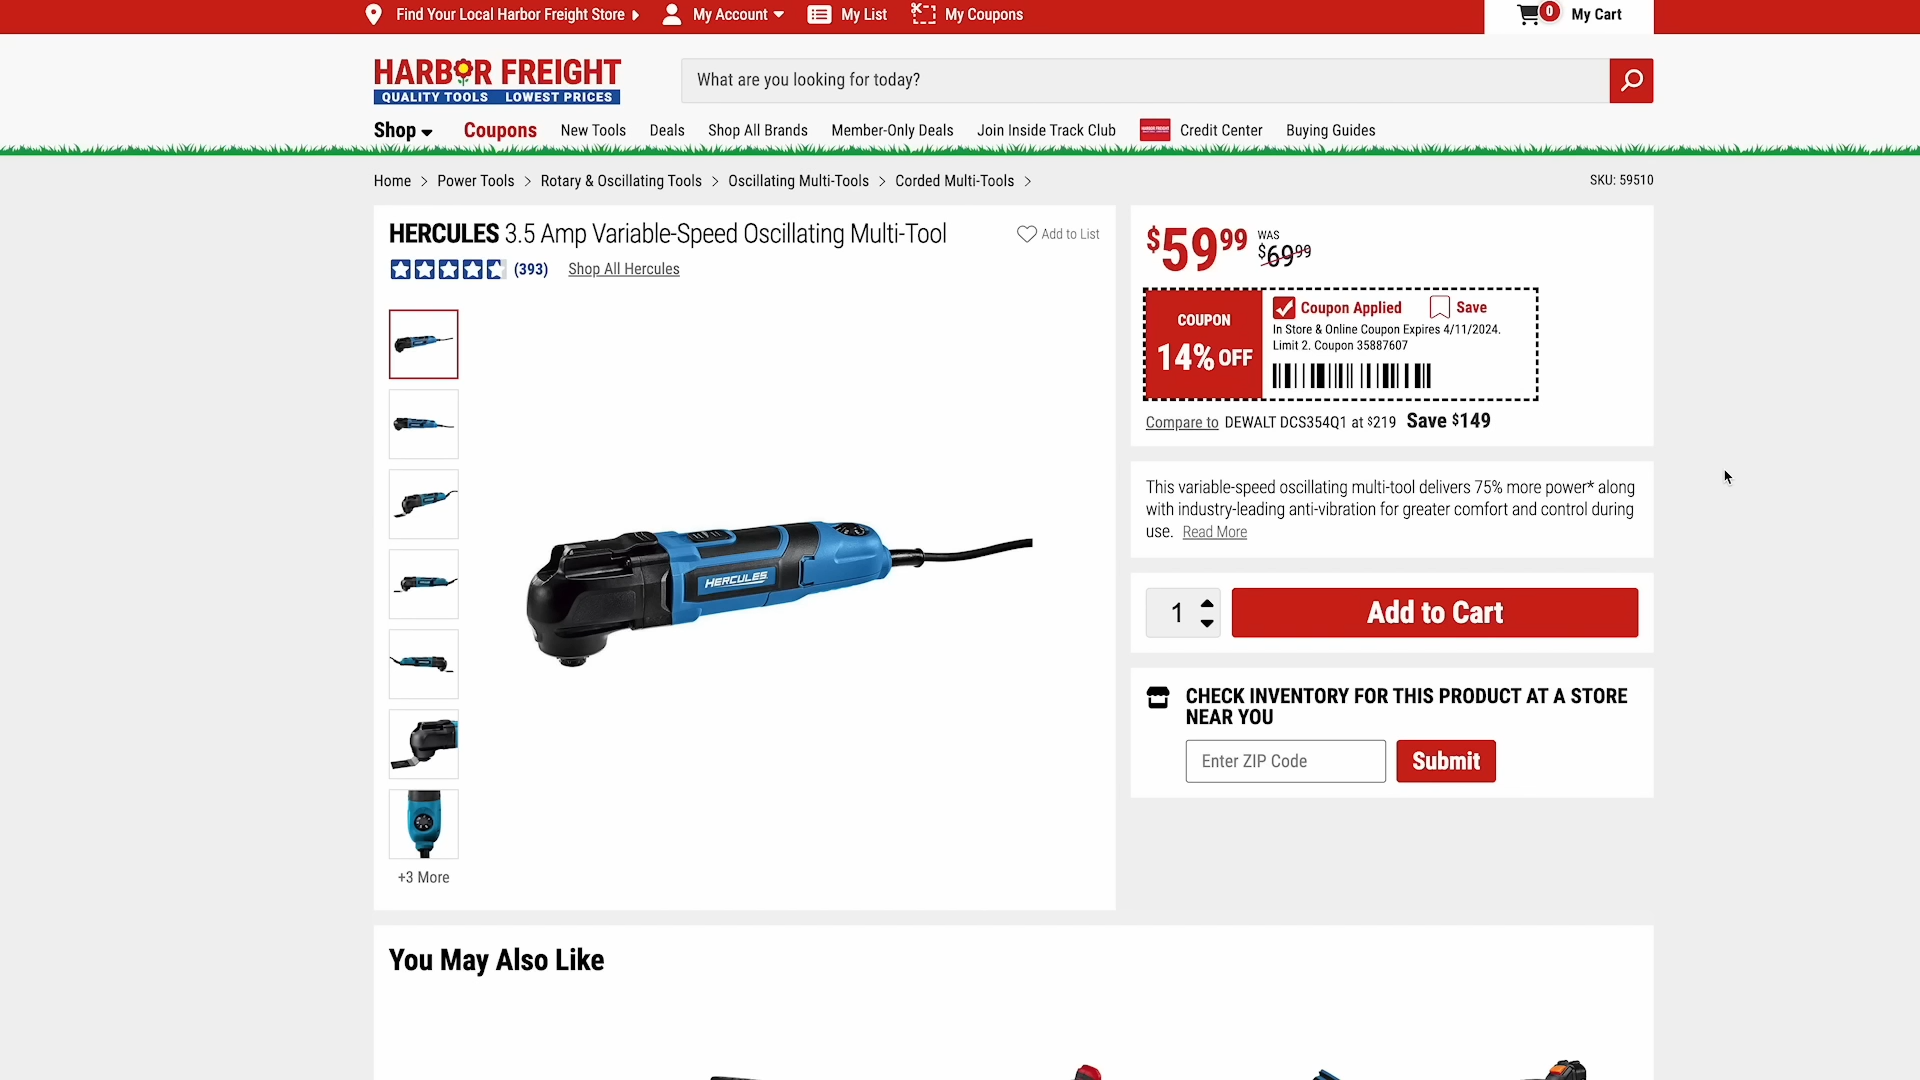 Find Your Local Harbor Freight Store
My Account
My List
My Coupons
0
My Cart
HARBOR FREIGHT
QUALITY TOOLS LOWEST PRICES
What are you looking for today?
Shop
Coupons
New Tools
Deals
Shop All Brands
Member-Only Deals
Join Inside Track Club
Credit Center
Buying Guides
Home > Power Tools > Rotary & Oscillating Tools > Oscillating Multi-Tools > Corded Multi-Tools >
SKU: 59510
HERCULES 3.5 Amp Variable-Speed Oscillating Multi-Tool
Add to List
(393)
Shop All Hercules
HERCULES
+3 More
$59 99
WAS
$69 99
COUPON
14% OFF
Coupon Applied
Save
In Store & Online Coupon Expires 4/11/2024.
Limit 2. Coupon 35887607
Compare to DEWALT DCS354Q1 at $219 Save $149
This variable-speed oscillating multi-tool delivers 75% more power* along
with industry-leading anti-vibration for greater comfort and control during
use. Read More
1
Add to Cart
CHECK INVENTORY FOR THIS PRODUCT AT A STORE
NEAR YOU
Enter ZIP Code
Submit
You May Also Like